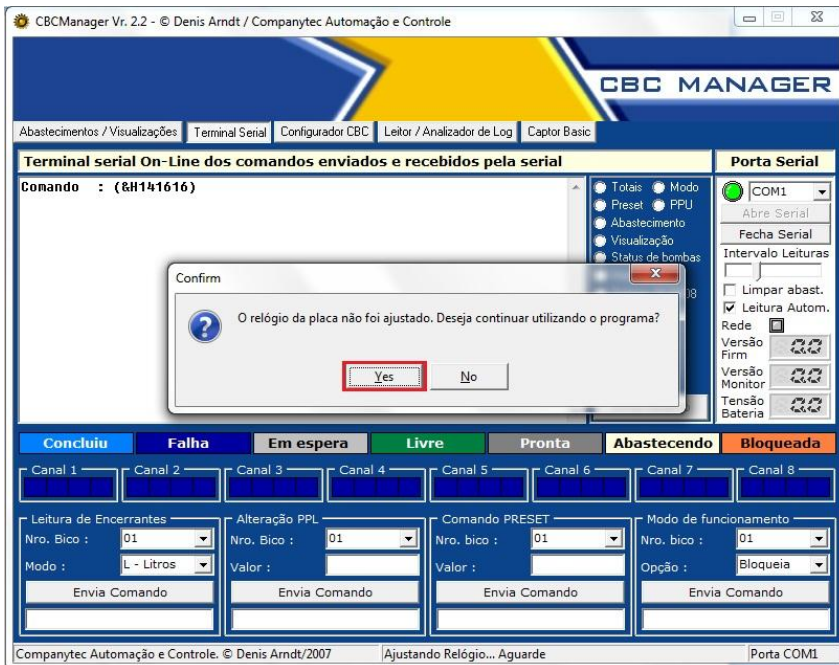 CBCManager Vr. 2.2 - © Denis Arndt / Companytec Automação e Controle
CBC MANAGER
Abastecimentos / Visualizações Terminal Serial Configurador CBC Leitor / Analizador de Log Captor Basic
Terminal serial On-Line dos comandos enviados e recebidos pela serial
Porta Serial
Comando : (&H141616)
Totais Modo
Preset PPU
Abastecimento
Visualização
Status de bombas
08
COM1
Abre Serial
Fecha Serial
Intervalo Leituras
Limpar abast.
Leitura Autom.
Rede
Versão
Firm
Versão
Monitor
Tensão
Bateria
Confirm
O relógio da placa não foi ajustado. Deseja continuar utilizando o programa?
Yes No
Concluiu Falha Em espera Livre Pronta Abastecendo Bloqueada
Canal 1 Canal 2 Canal 3 Canal 4 Canal 5 Canal 6 Canal 7 Canal 8
Leitura de Encerrantes
Nro. Bico : 01
Modo : L - Litros
Envia Comando
Alteração PPL
Nro. Bico : 01
Valor :
Envia Comando
Comando PRESET
Nro. bico : 01
Valor :
Envia Comando
Modo de funcionamento
Nro. bico : 01
Opção : Bloqueia
Envia Comando
Companytec Automação e Controle. © Denis Arndt/2007 Ajustando Relógio... Aguarde Porta COM1